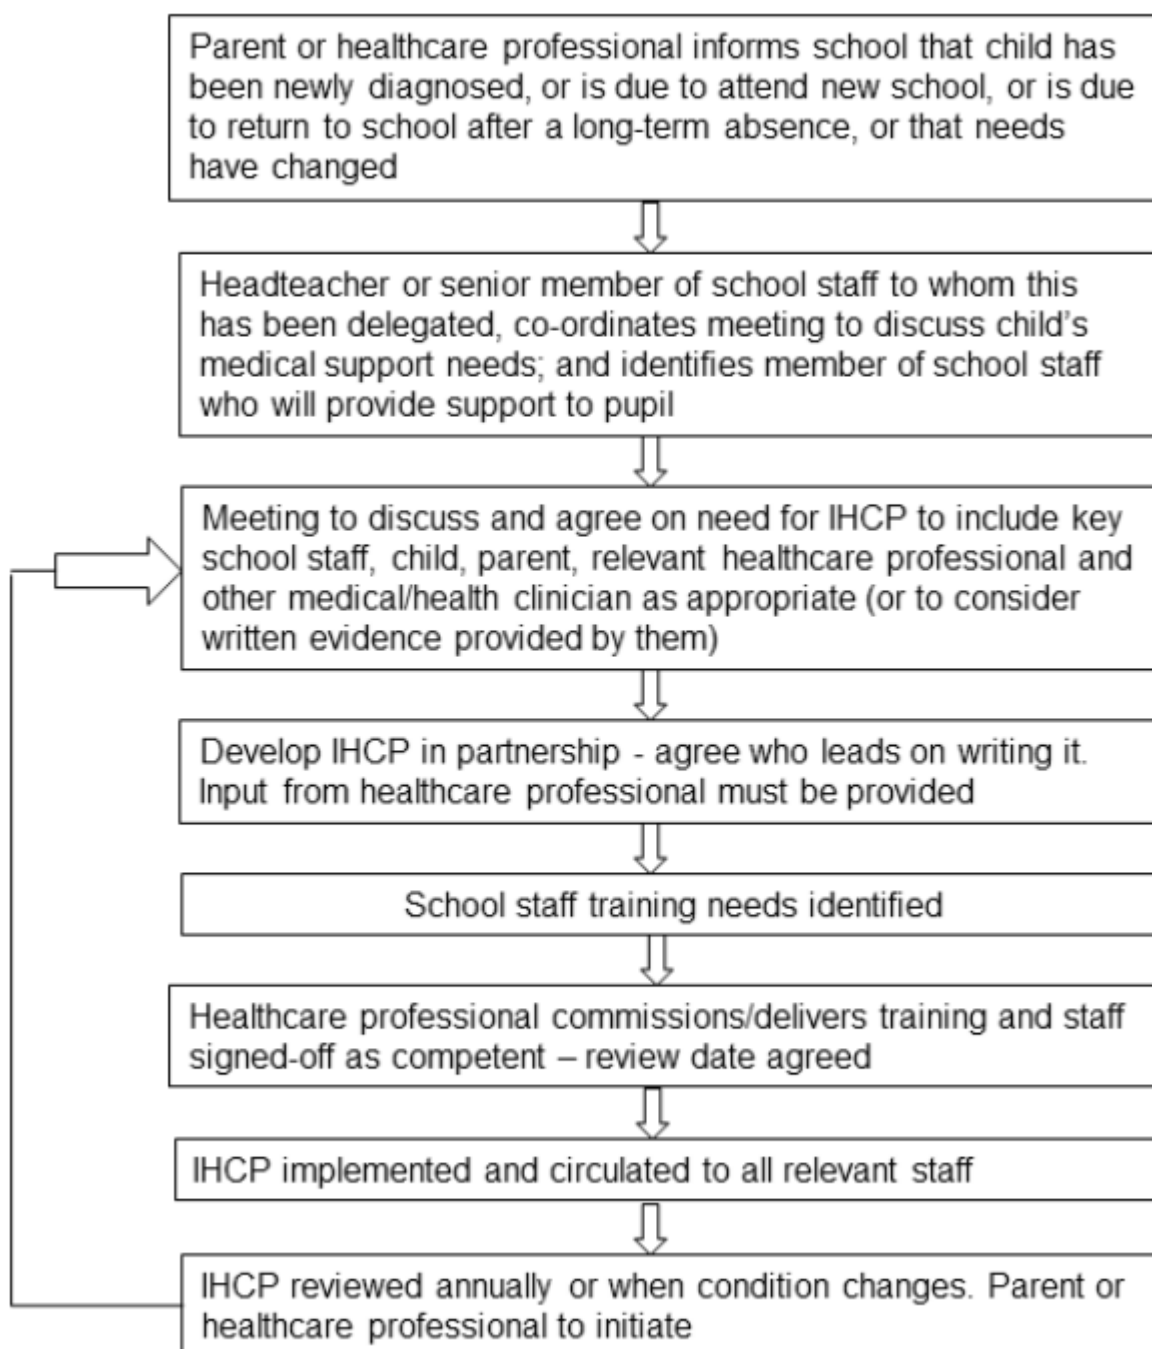 Parent or healthcare professional informs school that child has
been newly diagnosed, or is due to attend new school, or is due
to return to school after a long-term absence, or that needs
have changed
Headteacher or senior member of school staff to whom this
has been delegated, co-ordinates meeting to discuss child's
medical support needs; and identifies member of school staff
who will provide support to pupil
Meeting to discuss and agree on need for IHCP to include key
school staff, child, parent, relevant healthcare professional and
other medical/health clinician as appropriate (or to consider
written evidence provided by them)
Develop IHCP in partnership - agree who leads on writing it.
Input from healthcare professional must be provided
School staff training needs identified
Healthcare professional commissions/delivers training and staff
signed-off as competent – review date agreed
IHCP implemented and circulated to all relevant staff
IHCP reviewed annually or when condition changes. Parent or
healthcare professional to initiate